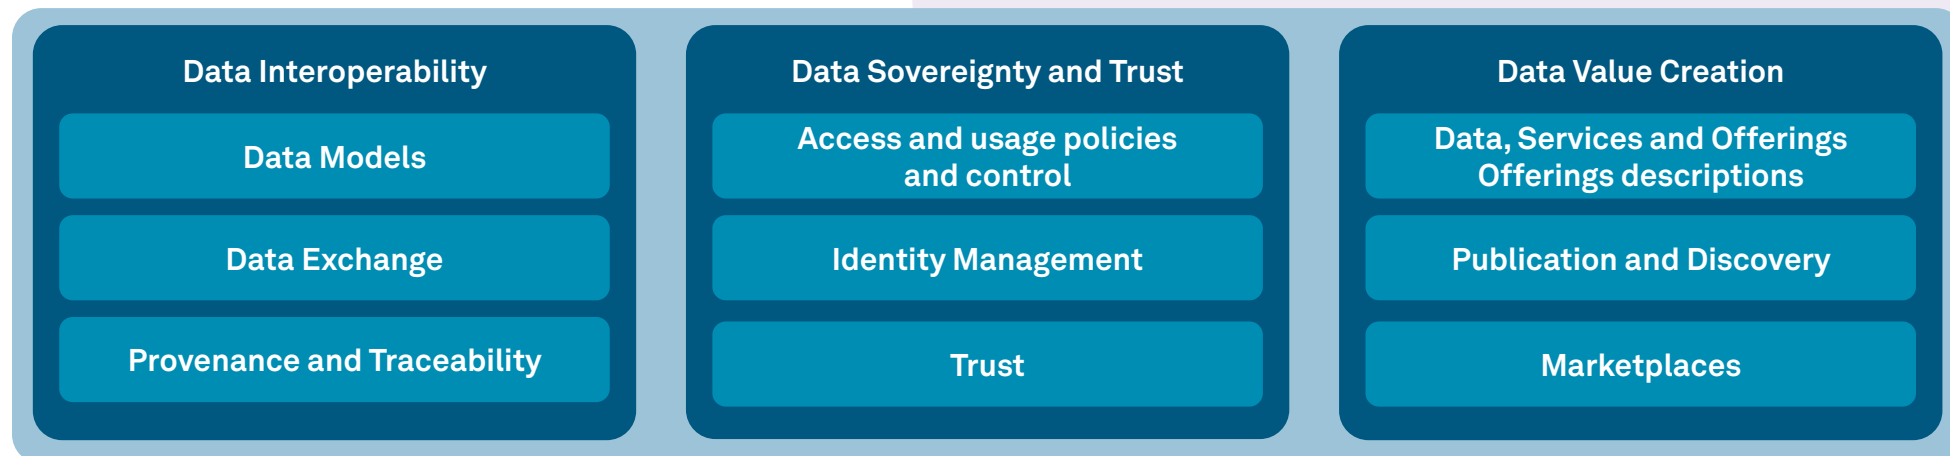 Data Interoperability
Data Models
Data Exchange
Provenance and Traceability
Data Sovereignty and Trust
Access and usage policies
and control
Identity Management
Trust
Data Value Creation
Data, Services and Offerings
Offerings descriptions
Publication and Discovery
Marketplaces